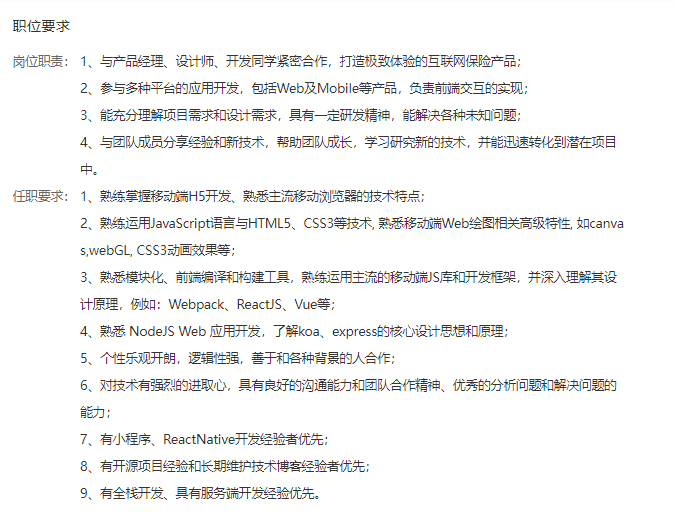 职位要求
岗位职责： 1、与产品经理、设计师、开发同学紧密合作，打造极致体验的互联网保险产品；
2、参与多种平台的应用开发，包括Web及Mobile等产品，负责前端交互的实现；
3、能充分理解项目需求和设计需求，具有一定研发精神，能解决各种未知问题；
4、与团队成员分享经验和新技术，帮助团队成长，学习研究新的技术，并能迅速转化到潜在项目
中。
任职要求： 1、熟练掌握移动端H5开发、熟悉主流移动浏览器的技术特点；
2、熟练运用JavaScript语言与HTML5、CSS3等技术, 熟悉移动端Web绘图相关高级特性, 如canva
s,webGL, CSS3动画效果等；
3、熟悉模块化、前端编译和构建工具，熟练运用主流的移动端JS库和开发框架，并深入理解其设
计原理，例如：Webpack、ReactJS、Vue等；
4、熟悉 NodeJS Web 应用开发，了解koa、express的核心设计思想和原理；
5、个性乐观开朗，逻辑性强，善于和各种背景的人合作；
6、对技术有强烈的进取心，具有良好的沟通能力和团队合作精神、优秀的分析问题和解决问题的
能力；
7、有小程序、ReactNative开发经验者优先；
8、有开源项目经验和长期维护技术博客经验者优先；
9、有全栈开发、具有服务端开发经验优先。